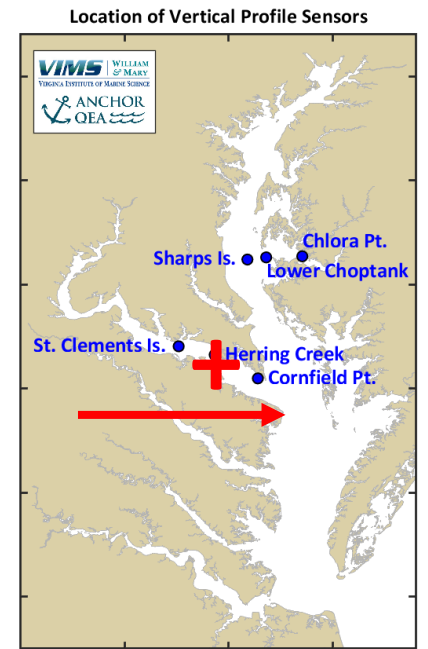 Location of Vertical Profile Sensors
VIMS | WILLIAM & MARY
VIRGINIA INSTITUTE OF MARINE SCIENCE
ANCHOR
QEA
Chlora Pt.
Sharps Is.
Lower Choptank
St. Clements Is.
Herring Creek
Cornfield Pt.